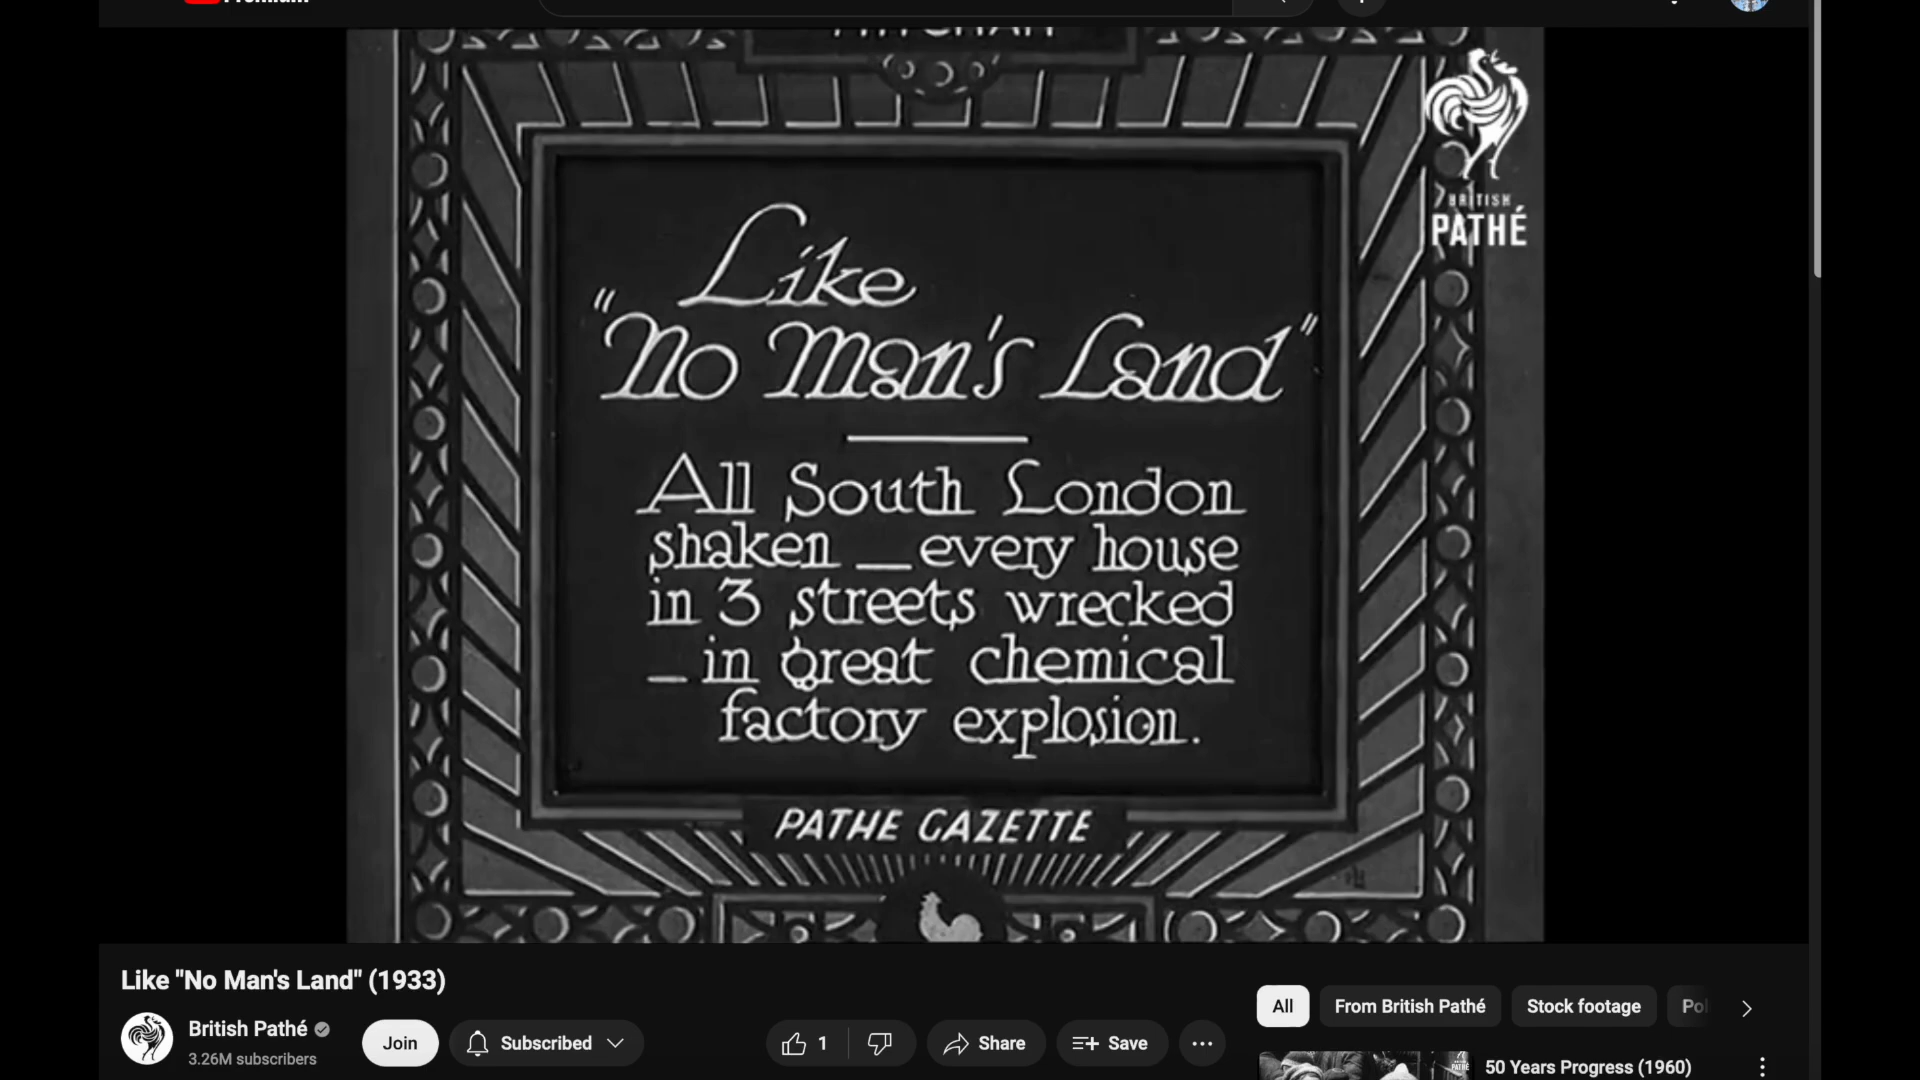 Like
"No Man's Land"
All South London
shaken — every house
in 3 streets wrecked
— in great chemical
factory explosion.
PATHE GAZETTE
BRITISH
PATHÉ
Like "No Man's Land" (1933)
British Pathé
3.26M subscribers
Join
Subscribed
1
Share
Save
All
From British Pathé
Stock footage
50 Years Progress (1960)